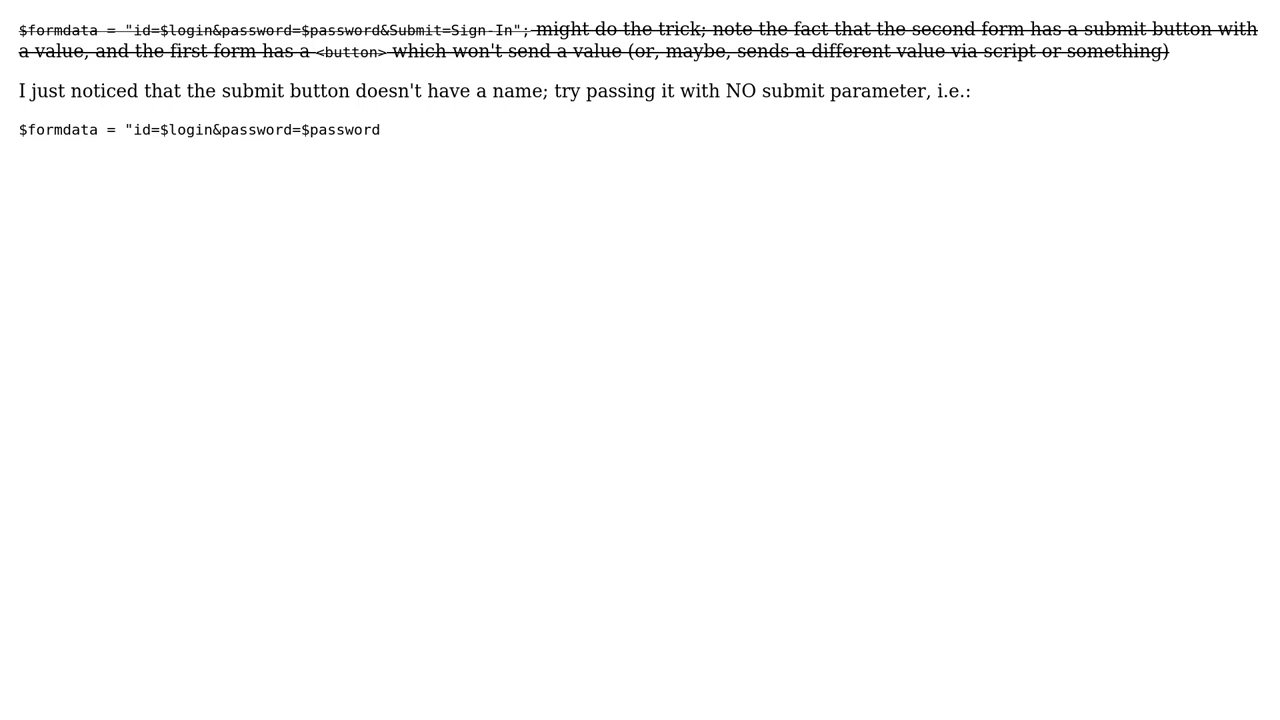 $formdata = "id=$login&password=$password&Submit=Sign-In"; might do the trick; note the fact that the second form has a submit button with
a value, and the first form has a <button> which won't send a value (or, maybe, sends a different value via script or something)
I just noticed that the submit button doesn't have a name; try passing it with NO submit parameter, i.e.:
$formdata = "id=$login&password=$password